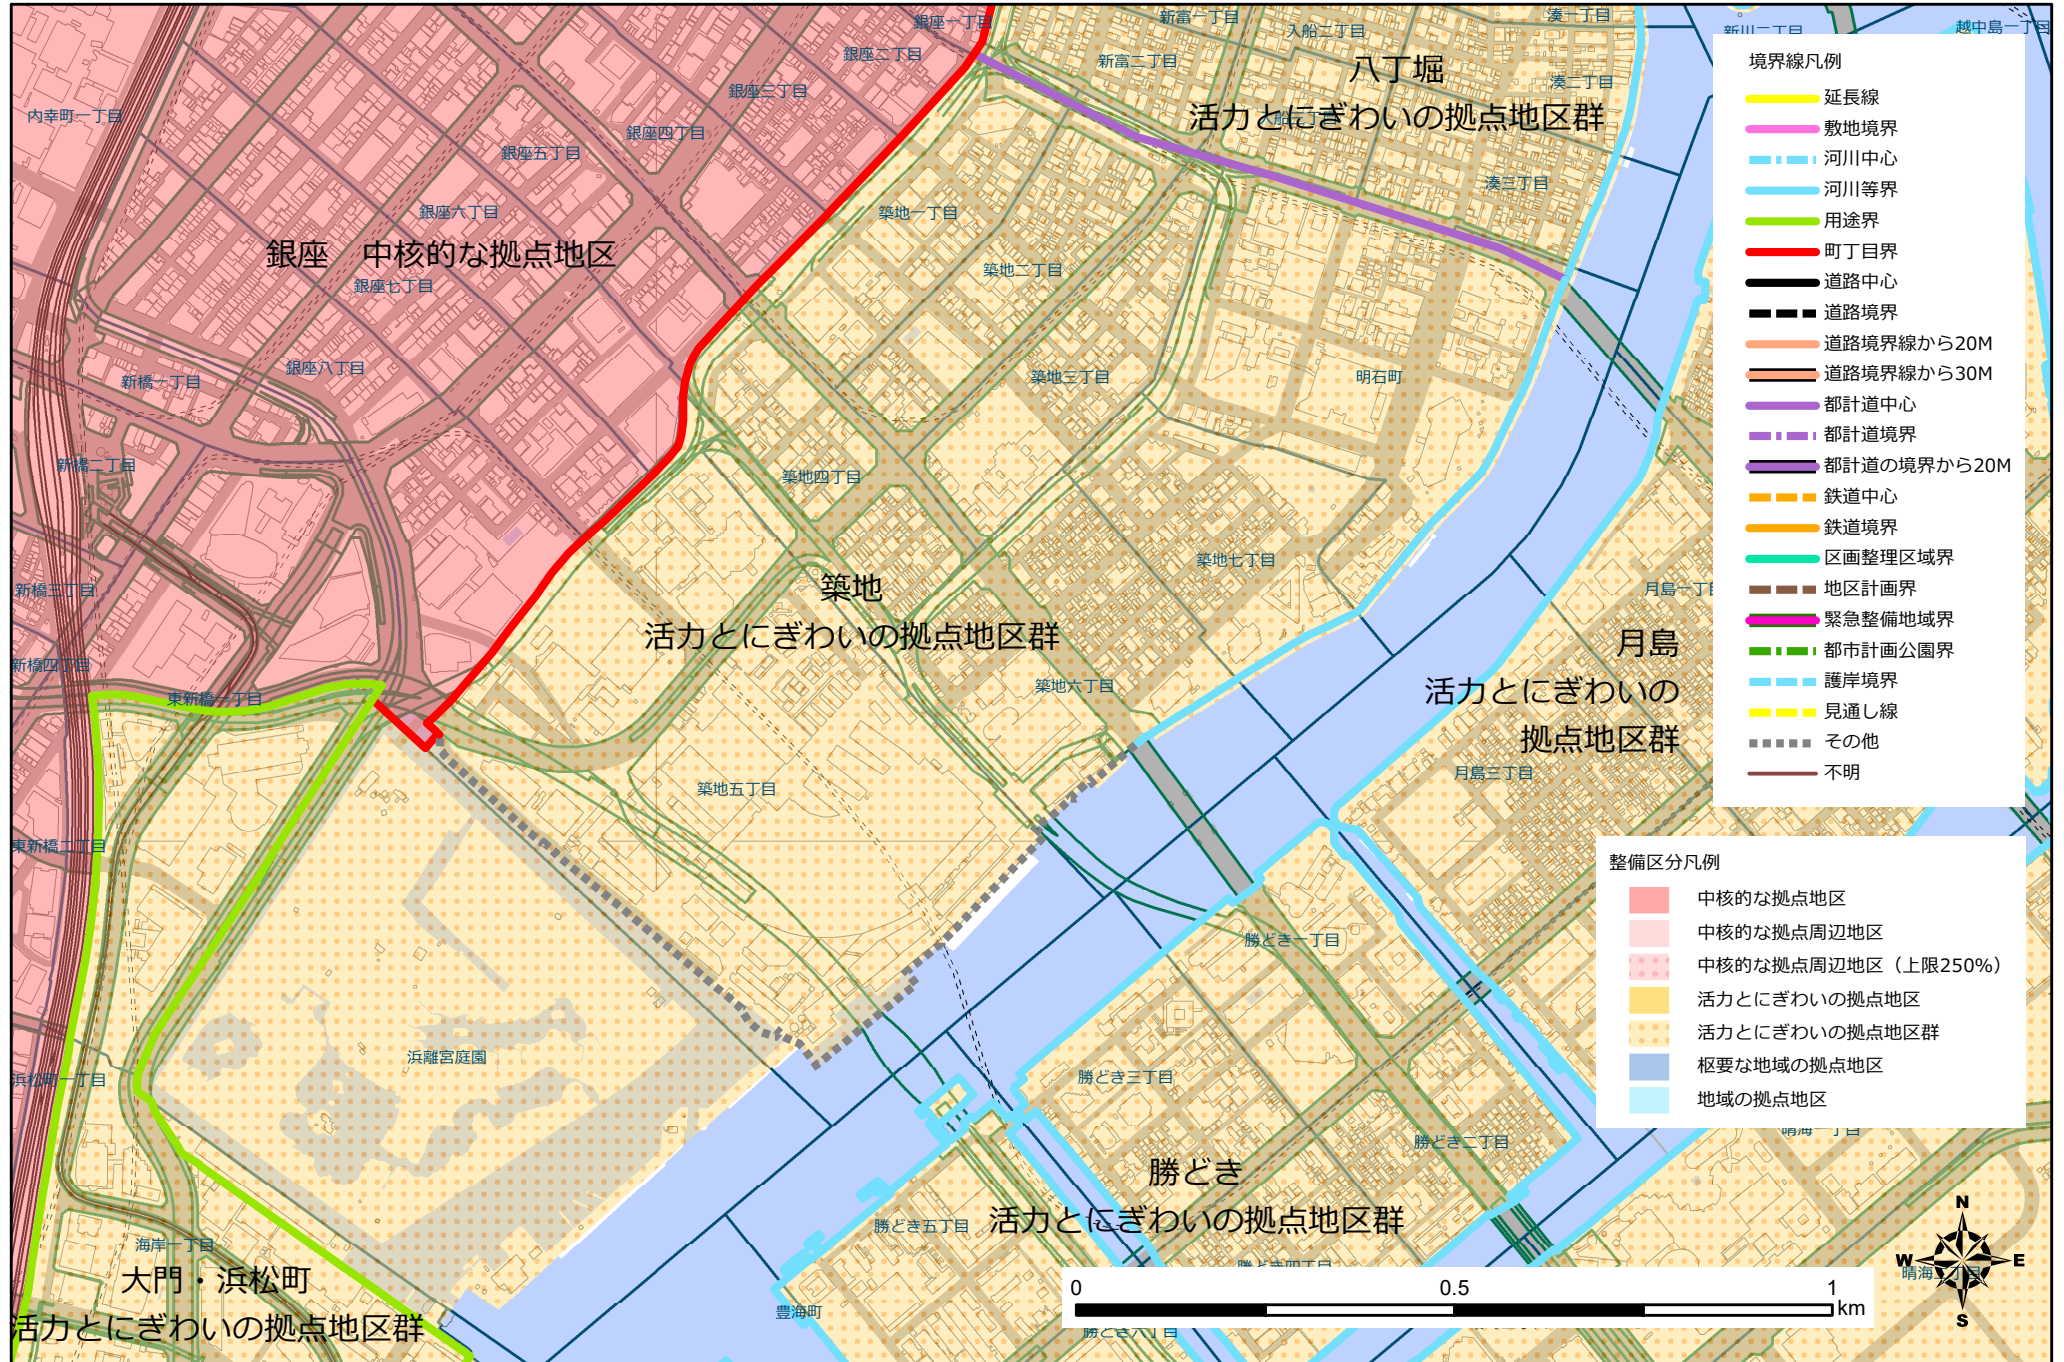 銀座一丁目
新富一丁目
湊一丁目
入船二丁目
新川二丁目
越中島一丁目
銀座二丁目
新富二丁目
八丁堀
湊二丁目
活力とにぎわいの拠点地区群
銀座三丁目
内幸町一丁目
銀座四丁目
銀座五丁目
湊三丁目
銀座六丁目
築地一丁目
銀座 中核的な拠点地区
築地二丁目
銀座七丁目
銀座八丁目
新橋一丁目
築地三丁目
明石町
新橋二丁目
築地四丁目
築地七丁目
新橋三丁目
築地
活力とにぎわいの拠点地区群
月島一丁目
月島
活力とにぎわいの
拠点地区群
新橋四丁目
東新橋一丁目
築地六丁目
月島三丁目
築地五丁目
東新橋二丁目
勝どき一丁目
浜離宮庭園
浜松町一丁目
勝どき三丁目
勝どき二丁目
晴海一丁目
勝どき
活力とにぎわいの拠点地区群
勝どき五丁目
海岸一丁目
大門・浜松町
活力とにぎわいの拠点地区群
勝どき四丁目
晴海二丁目
豊海町
勝どき六丁目
境界線凡例
延長線
敷地境界
河川中心
河川等界
用途界
町丁目界
道路中心
道路境界
道路境界線から20M
道路境界線から30M
都計道中心
都計道境界
都計道の境界から20M
鉄道中心
鉄道境界
区画整理区域界
地区計画界
緊急整備地域界
都市計画公園界
護岸境界
見通し線
その他
不明
整備区分凡例
中核的な拠点地区
中核的な拠点周辺地区
中核的な拠点周辺地区（上限250%）
活力とにぎわいの拠点地区
活力とにぎわいの拠点地区群
枢要な地域の拠点地区
地域の拠点地区
N
W
E
S
0
0.5
1
km